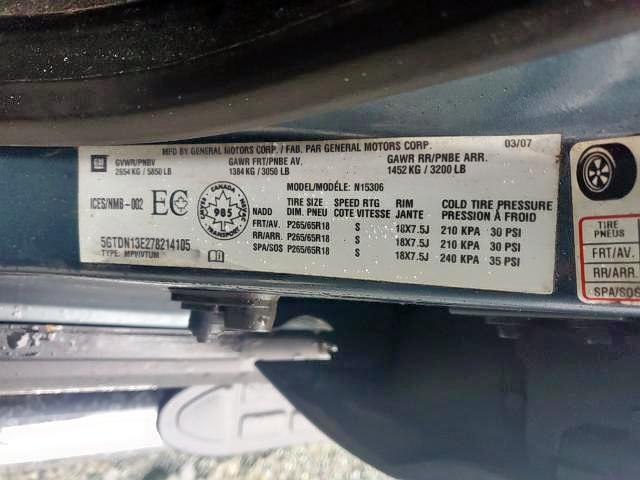 MFD BY GENERAL MOTORS CORP. / FAB. PAR GENERAL MOTORS CORP. 03/07
GM
GVWR/PNBV GAWR FRT/PNBE AV. GAWR RR/PNBE ARR.
2654 KG / 5850 LB 1384 KG / 3050 LB 1452 KG / 3200 LB
MODEL/MODÉLE: N15306
ICES/NMB-002 EC CANADA 985
TIRE SIZE SPEED RTG RIM COLD TIRE PRESSURE
NADD DIM. PNEU COTE VITESSE JANTE PRESSION À FROID
FRT/AV. P265/65R18 S 18X7.5J 210 KPA 30 PSI
RR/ARR. P265/65R18 S 18X7.5J 210 KPA 30 PSI
SPA/SOS P265/65R18 S 18X7.5J 240 KPA 35 PSI
5GTDN13E278214105
TYPE: MPV/VTUM
TIRE
PNEUS
FRT/AV.
RR/ARR.
SPA/SOS